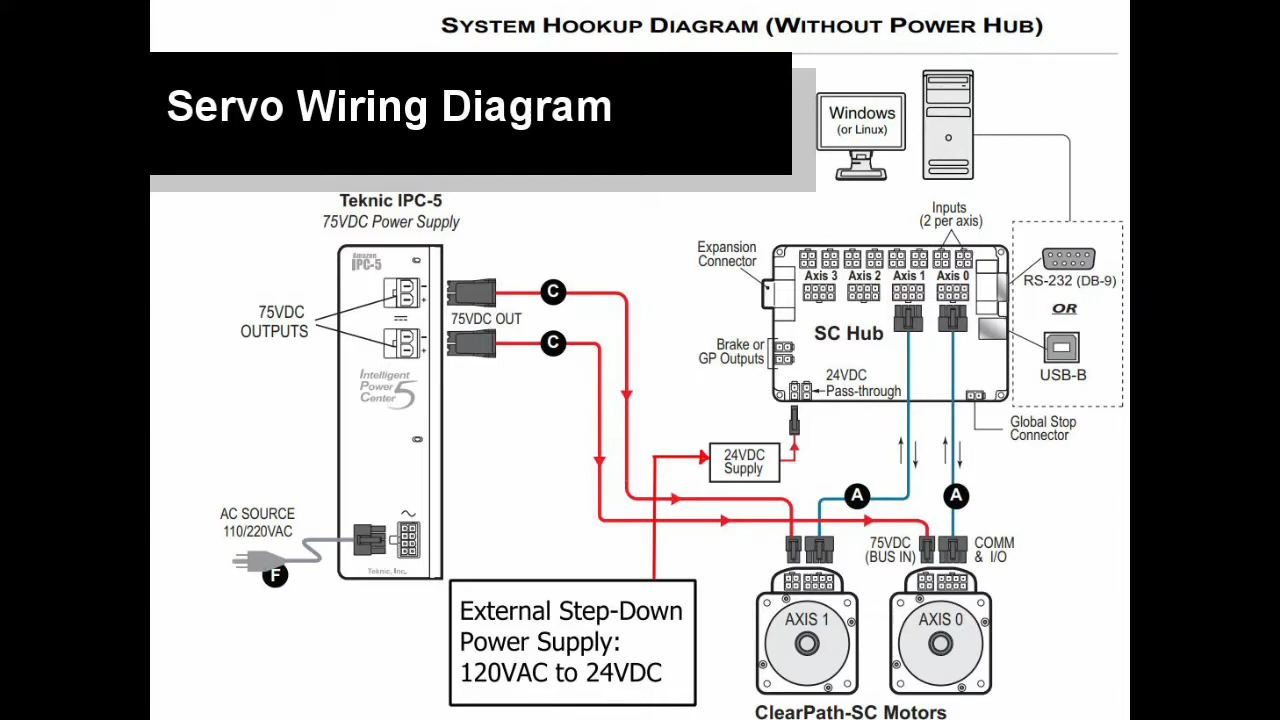 SYSTEM HOOKUP DIAGRAM (WITHOUT POWER HUB)
Servo Wiring Diagram
Windows
(or Linux)
Teknic IPC-5
75VDC Power Supply
Amazon
IPC-5
75VDC
OUTPUTS
−
+
−
+
75VDC OUT
C
C
Intelligent
Power
Center 5
AC SOURCE
110/220VAC
F
Teknic, Inc.
Inputs
(2 per axis)
Expansion
Connector
Axis 3
Axis 2
Axis 1
Axis 0
SC Hub
Brake or
GP Outputs
24VDC
Pass-through
RS-232 (DB-9)
OR
USB-B
Global Stop
Connector
24VDC
Supply
A
A
75VDC
(BUS IN)
COMM
& I/O
External Step-Down
Power Supply:
120VAC to 24VDC
AXIS 1
AXIS 0
ClearPath-SC Motors